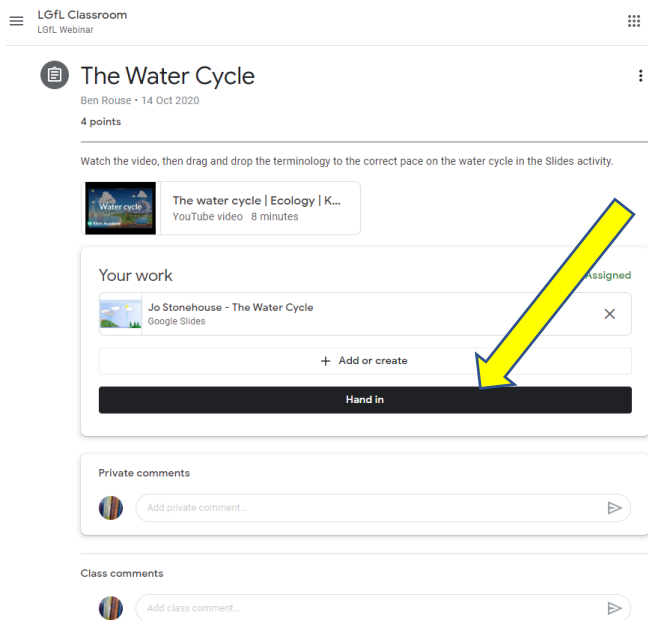 LGfL Classroom
LGfL Webinar
The Water Cycle
Ben Rouse • 14 Oct 2020
4 points
Watch the video, then drag and drop the terminology to the correct pace on the water cycle in the Slides activity.
Water cycle
Khan Academy
The water cycle | Ecology | K...
YouTube video 8 minutes
Your work
Assigned
Jo Stonehouse - The Water Cycle
Google Slides
+ Add or create
Hand in
Private comments
Add private comment...
Class comments
Add class comment...